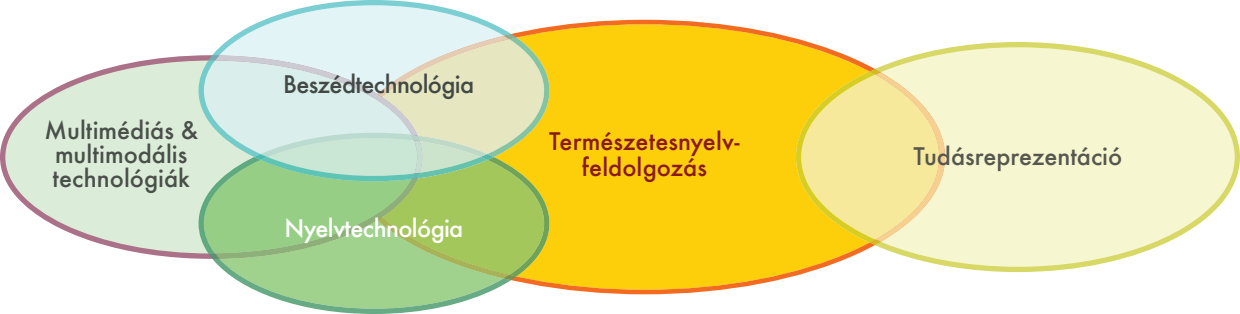 Beszédtechnológia
Multimédiás &
multimodális
technológiák
Természetesnyelv-
feldolgozás
Tudásreprezentáció
Nyelvtechnológia